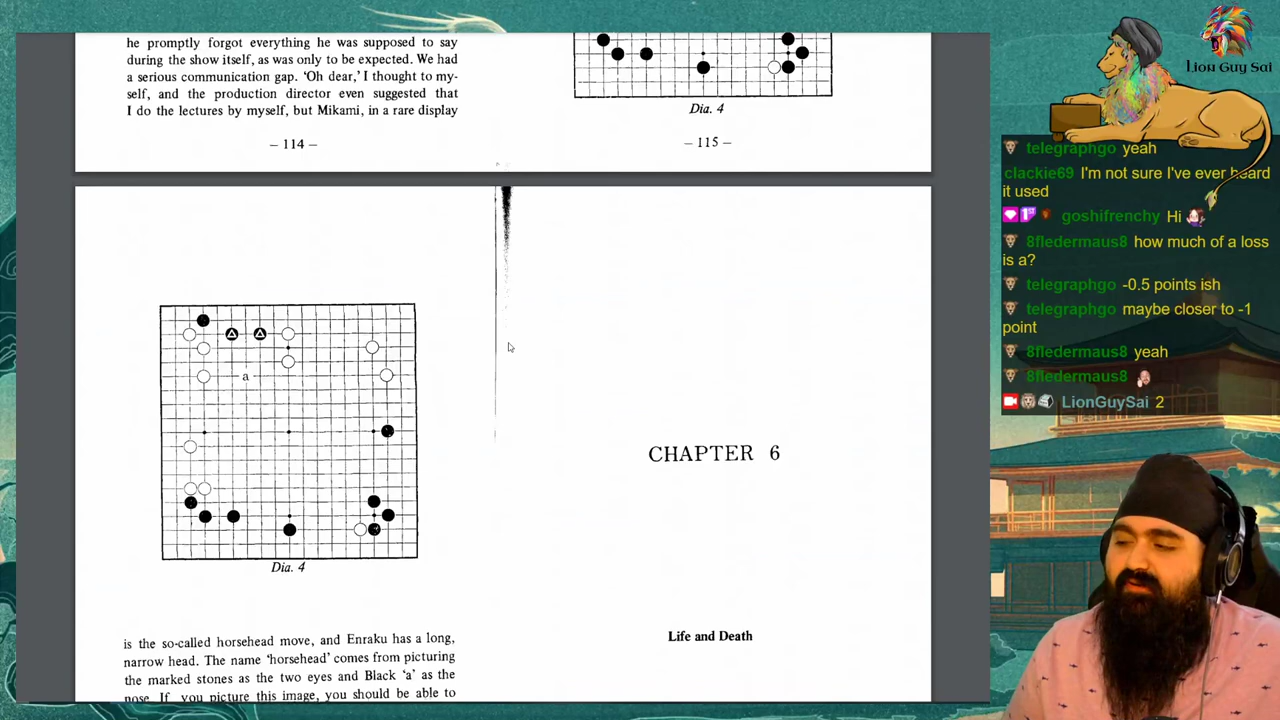 he promptly forgot everything he was supposed to say
during the show itself, as was only to be expected. We had
a serious communication gap. 'Oh dear,' I thought to my-
self, and the production director even suggested that
I do the lectures by myself, but Mikami, in a rare display
– 114 –
Dia. 4
– 115 –
a
Dia. 4
is the so-called horsehead move, and Enraku has a long,
narrow head. The name 'horsehead' comes from picturing
the marked stones as the two eyes and Black 'a' as the
nose. If you picture this image, you should be able to
CHAPTER 6
Life and Death
Lion Guy Sai
telegraphgo yeah
clackie69 I'm not sure I've ever heard
it used
goshifrenchy Hi
8fledermaus8 how much of a loss
is a?
telegraphgo -0.5 points ish
telegraphgo maybe closer to -1
point
8fledermaus8 yeah
8fledermaus8
LionGuySai 2